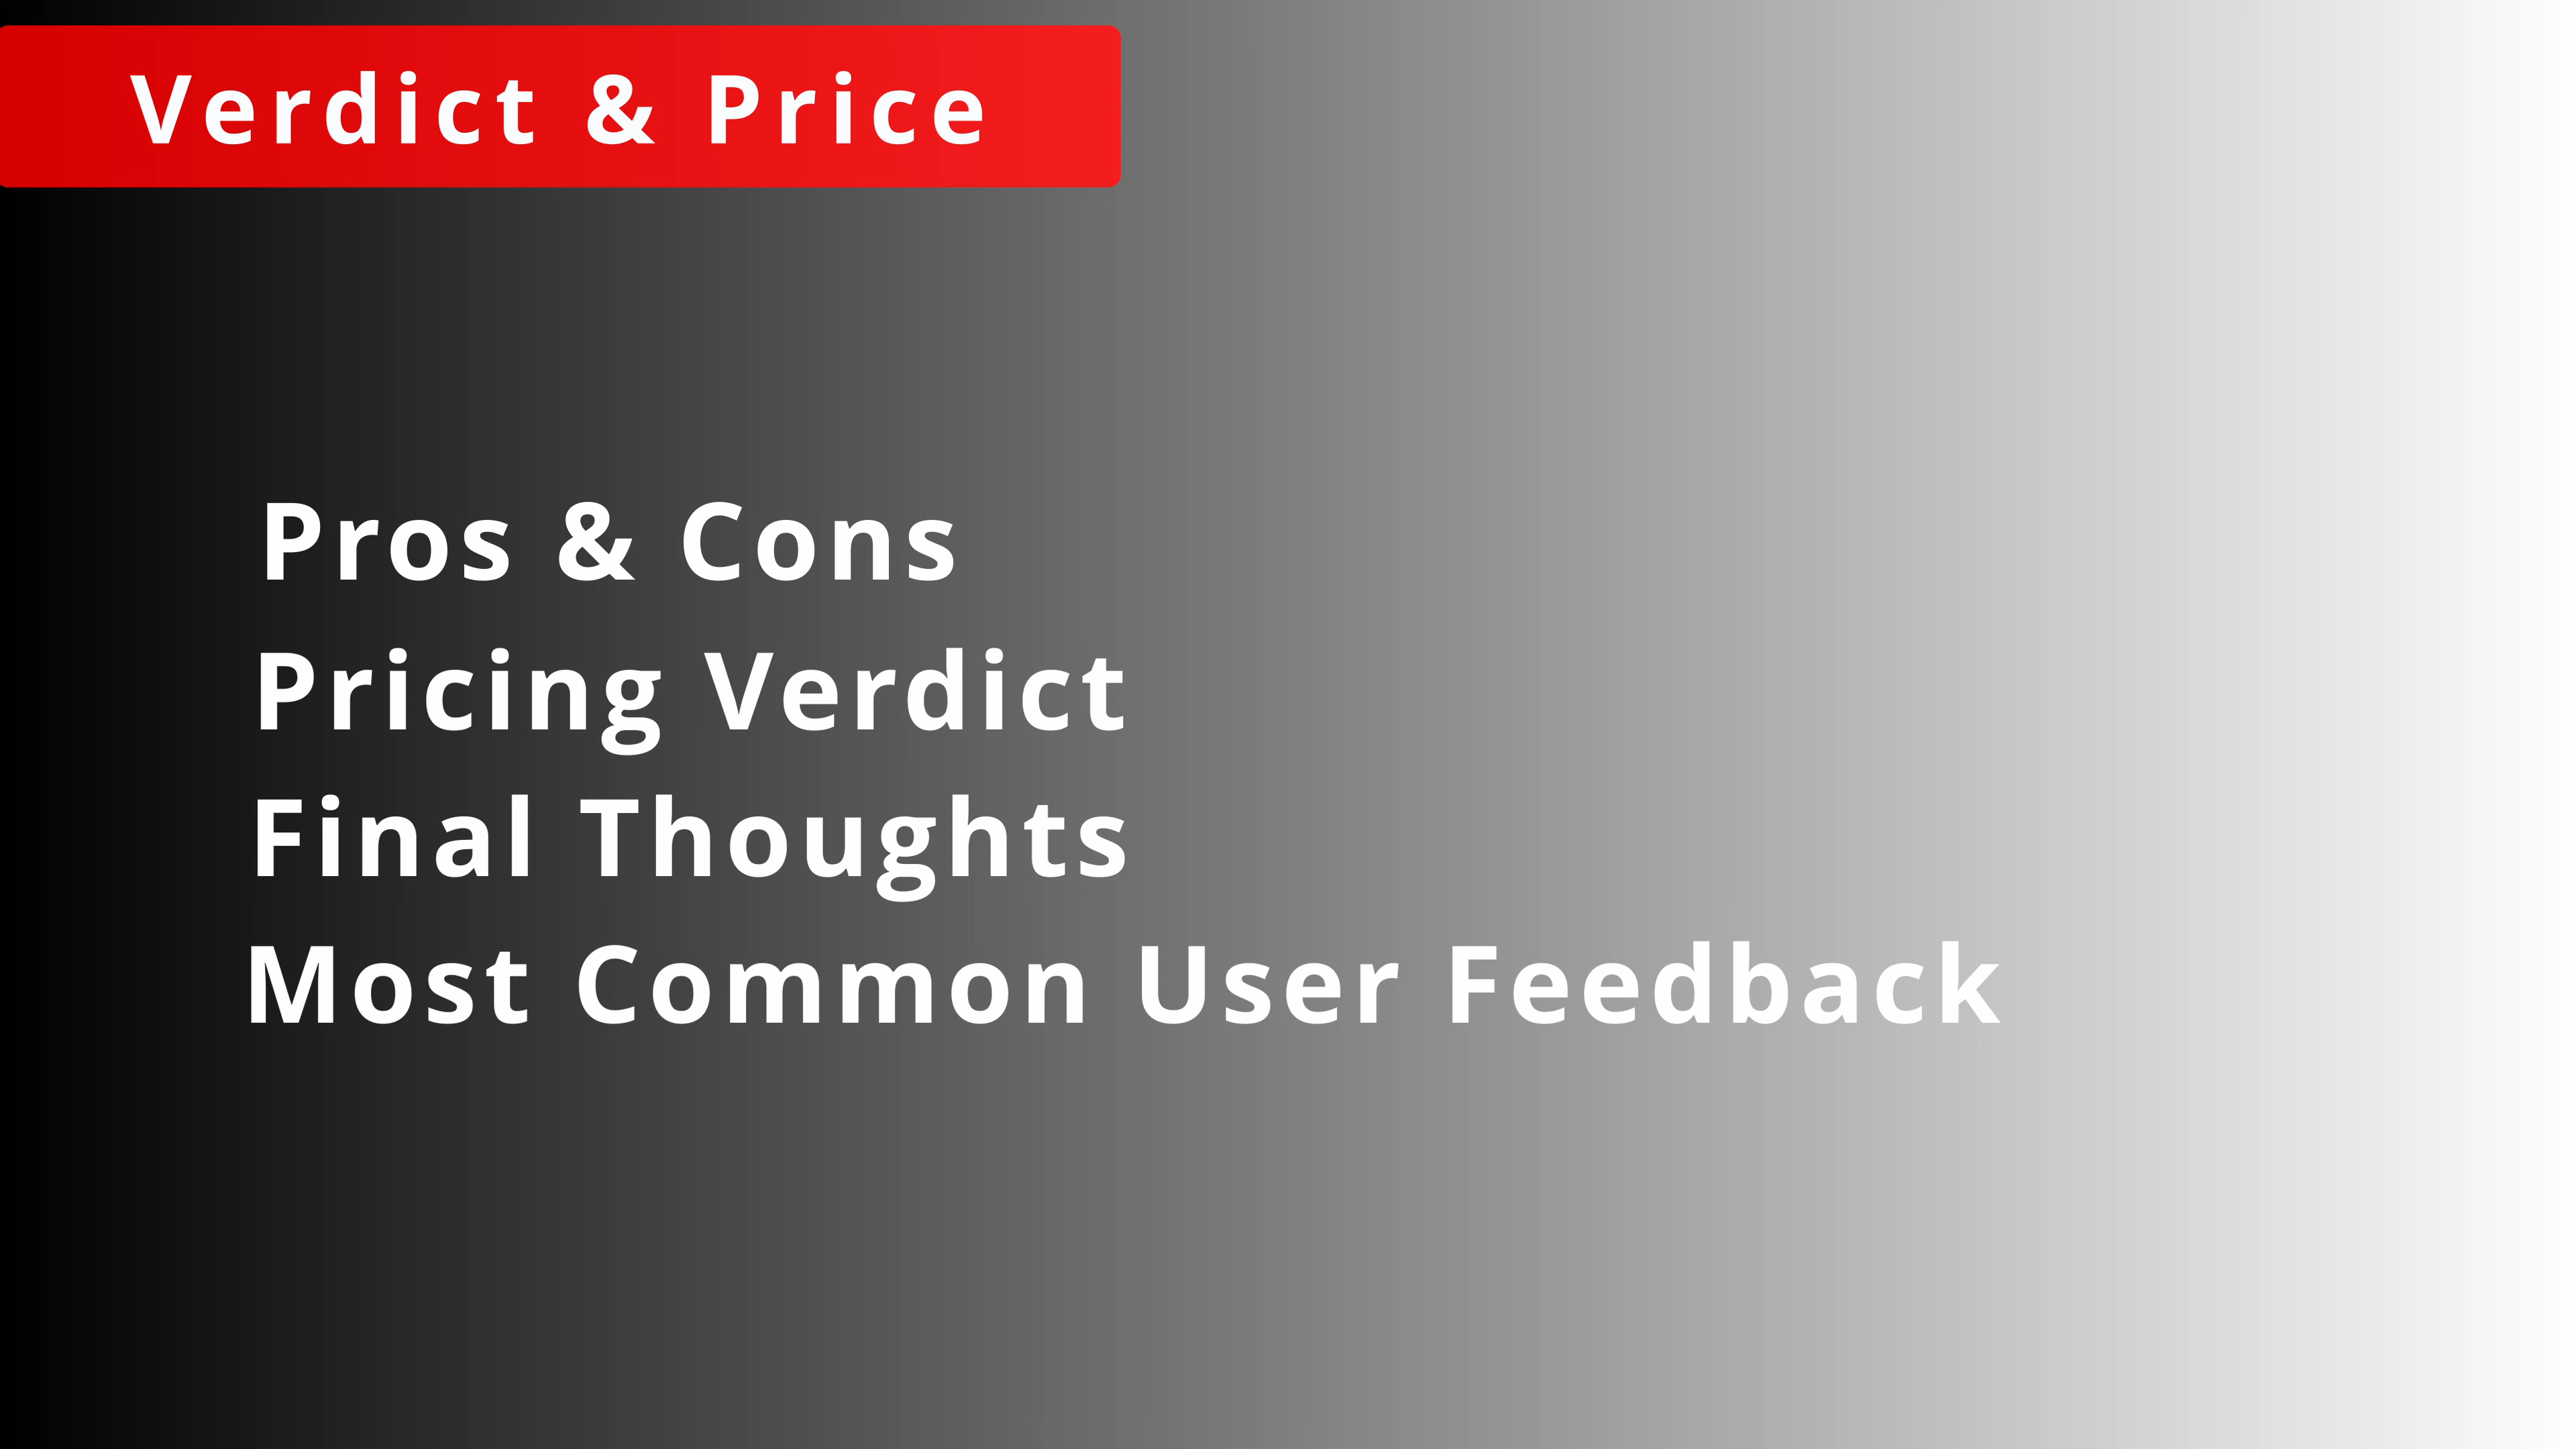 Verdict & Price
Pros & Cons
Pricing Verdict
Final Thoughts
Most Common User Feedback